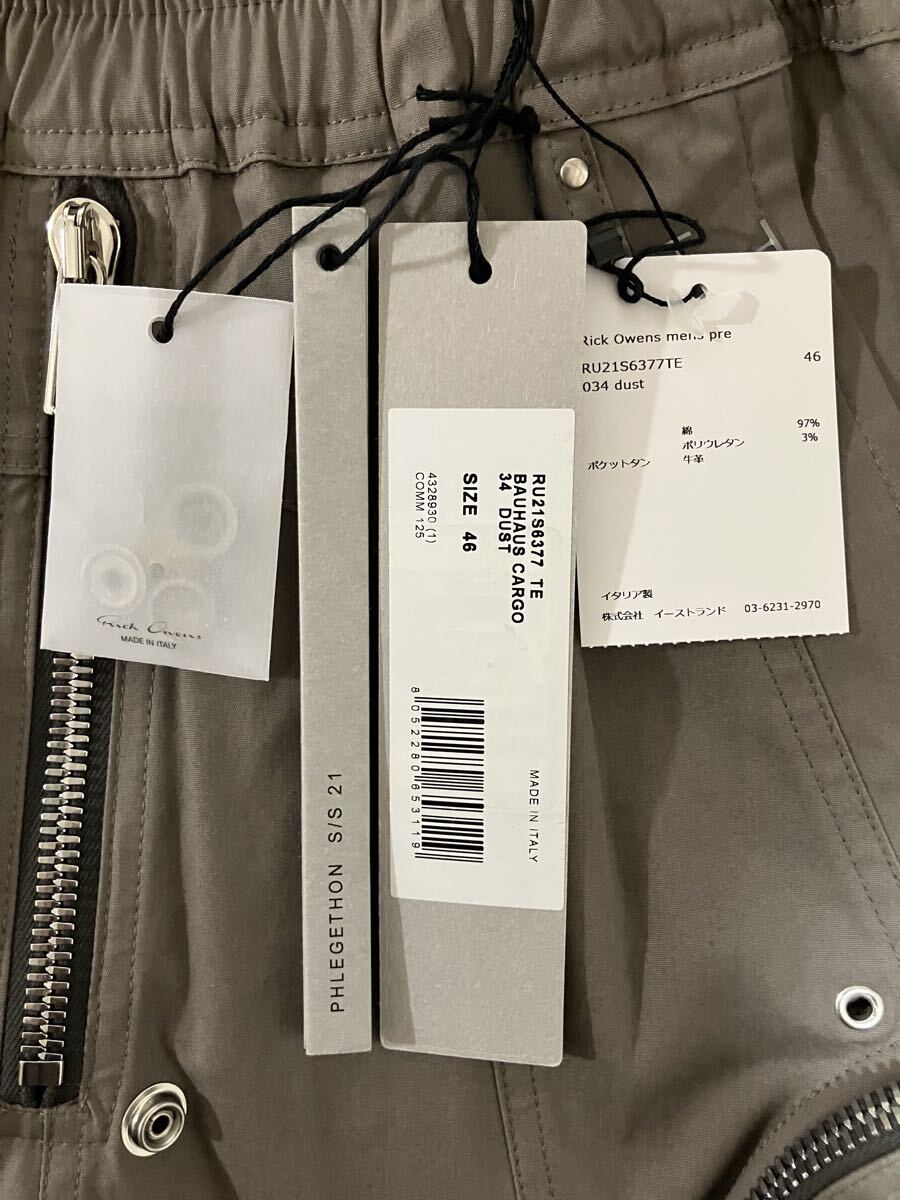 Rick Owens
MADE IN ITALY
PHLEGETHON S/S 21
RU21S6377 TE
BAUHAUS CARGO
34 DUST
SIZE 46
4328930 (1)
COMM 125
8052280653119
MADE IN ITALY
Rick Owens mens pre
RU21S6377TE 46
034 dust
綿 97%
ポリウレタン 3%
ポケットタン 牛革
イタリア製
株式会社 イーストランド 03-6231-2970